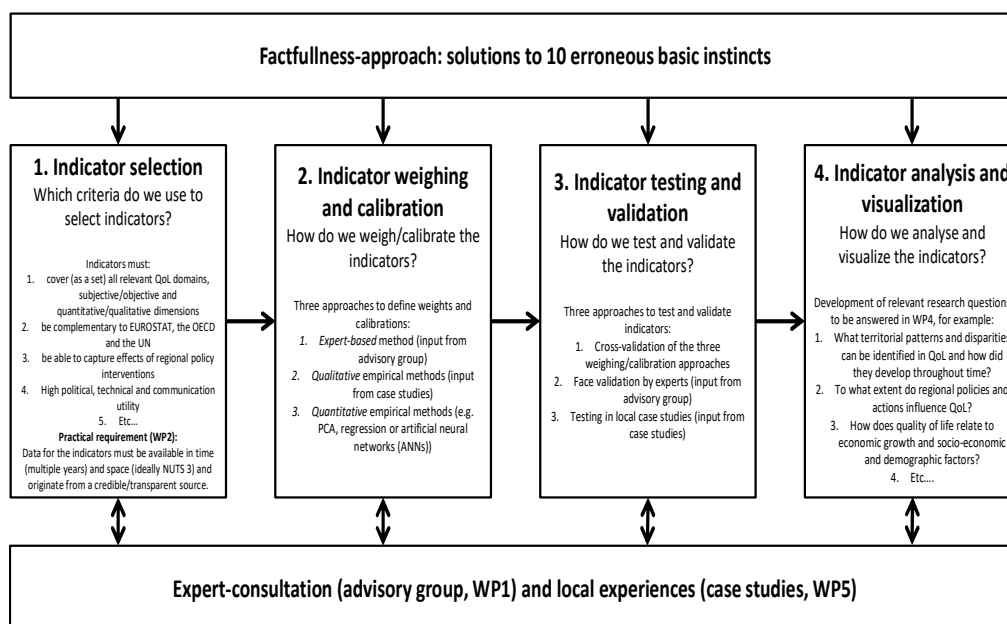 Factfullness-approach: solutions to 10 erroneous basic instincts
1. Indicator selection
Which criteria do we use to
select indicators?
Indicators must:
1. cover (as a set) all relevant QoL domains,
subjective/objective and
quantitative/qualitative dimensions
2. be complementary to EUROSTAT, the OECD
and the UN
3. be able to capture effects of regional policy
interventions
4. High political, technical and communication
utility
5. Etc...
Practical requirement (WP2):
Data for the indicators must be available in time
(multiple years) and space (ideally NUTS 3) and
originate from a credible/transparent source.
2. Indicator weighing
and calibration
How do we weigh/calibrate the
indicators?
Three approaches to define weights and
calibrations:
1. Expert-based method (input from
advisory group)
2. Qualitative empirical methods (input
from case studies)
3. Quantitative empirical methods (e.g.
PCA, regression or artificial neural
networks (ANNs))
3. Indicator testing and
validation
How do we test and validate
the indicators?
Three approaches to test and validate
indicators:
1. Cross-validation of the three
weighing/calibration approaches
2. Face validation by experts (input from
advisory group)
3. Testing in local case studies (input from
case studies)
4. Indicator analysis and
visualization
How do we analyse and
visualize the indicators?
Development of relevant research questions
to be answered in WP4, for example:
1. What territorial patterns and disparities
can be identified in QoL and how did
they develop throughout time?
2. To what extent do regional policies and
actions influence QoL?
3. How does quality of life relate to
economic growth and socio-economic
and demographic factors?
4. Etc....
Expert-consultation (advisory group, WP1) and local experiences (case studies, WP5)